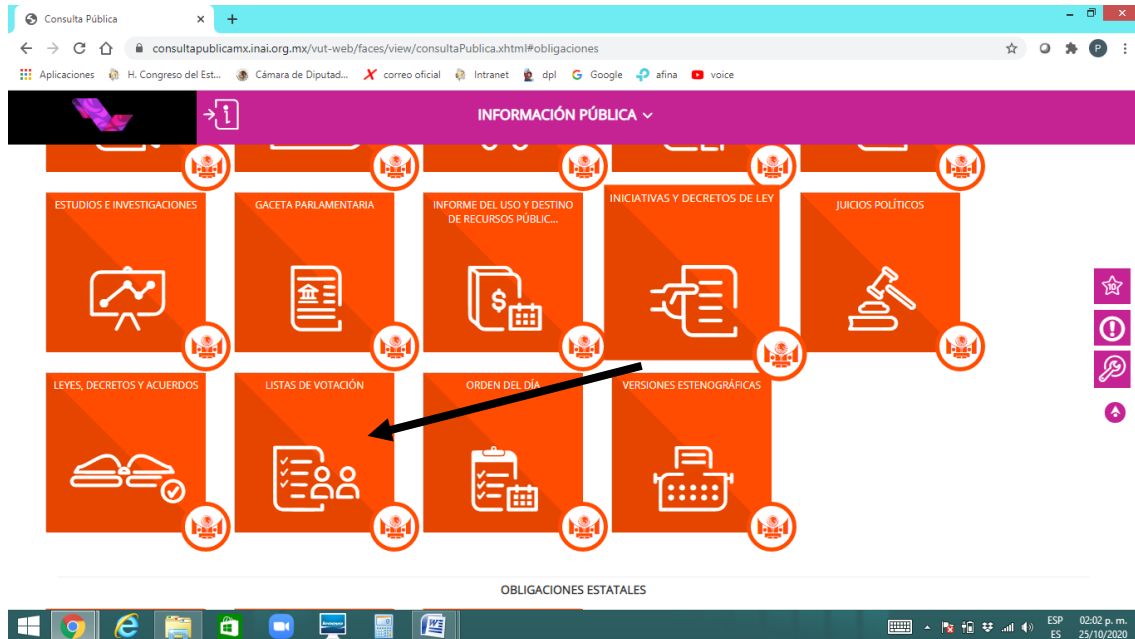 Consulta Pública
consultapublicamx.inai.org.mx/vut-web/faces/view/consultaPublica.xhtml#obligaciones
P
Aplicaciones H. Congreso del Est... Cámara de Diputad... correo oficial Intranet dpl Google afina voice
INFORMACIÓN PÚBLICA
ESTUDIOS E INVESTIGACIONES
GACETA PARLAMENTARIA
INFORME DEL USO Y DESTINO
DE RECURSOS PÚBLIC...
INICIATIVAS Y DECRETOS DE LEY
JUICIOS POLÍTICOS
LEYES, DECRETOS Y ACUERDOS
LISTAS DE VOTACIÓN
ORDEN DEL DÍA
VERSIONES ESTENOGRÁFICAS
OBLIGACIONES ESTATALES
ESP 02:02 p. m.
ES 25/10/2020